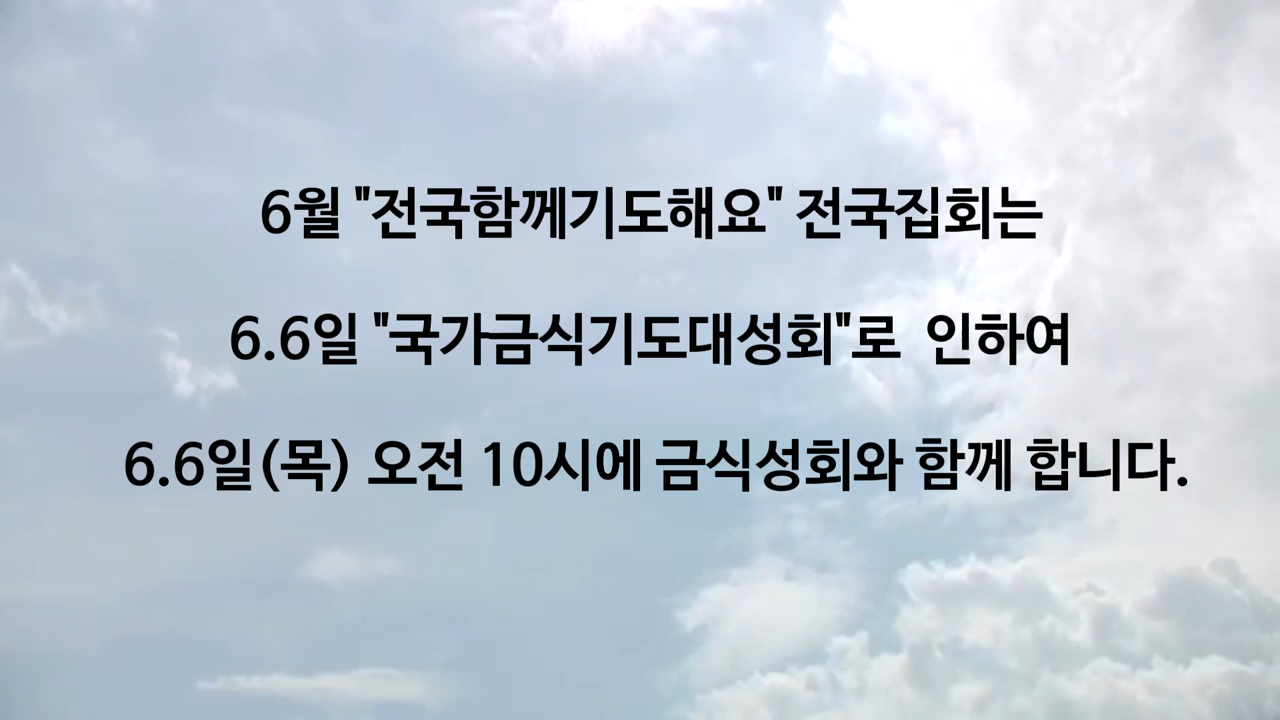 6월 "전국함께기도해요" 전국집회는
6.6일 "국가금식기도대성회"로 인하여
6.6일(목) 오전 10시에 금식성회와 함께 합니다.